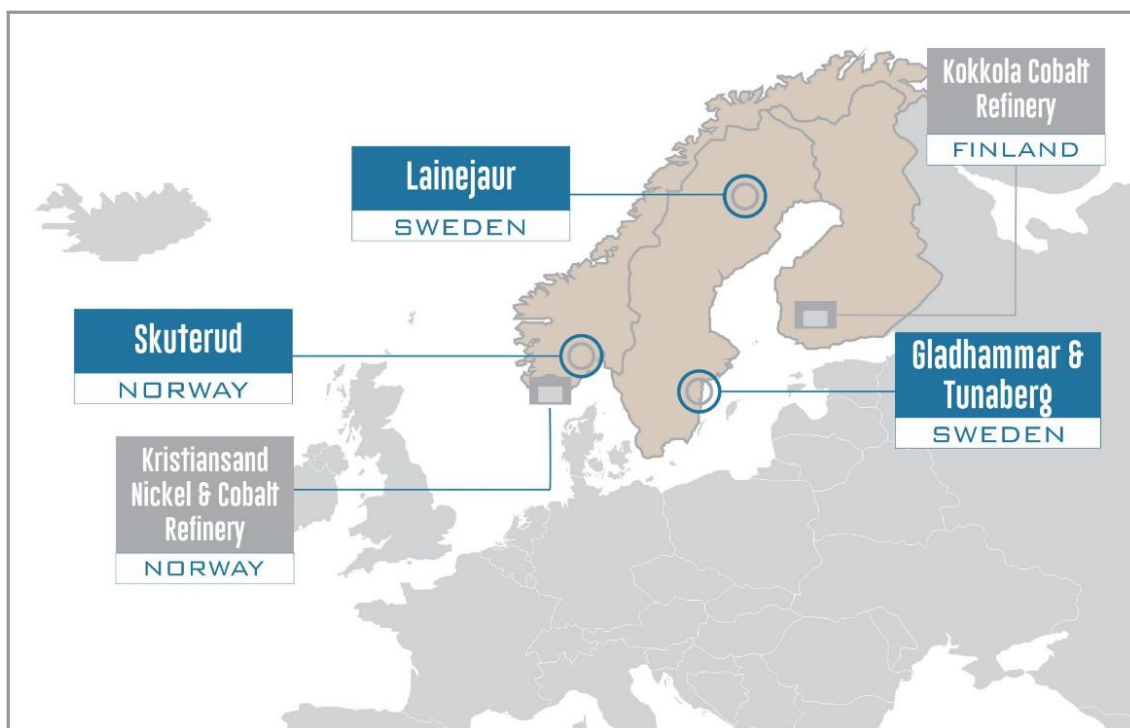 Kokkola Cobalt
Refinery
FINLAND
Lainejaur
SWEDEN
Skuterud
NORWAY
Gladhammar &
Tunaberg
SWEDEN
Kristiansand
Nickel & Cobalt
Refinery
NORWAY